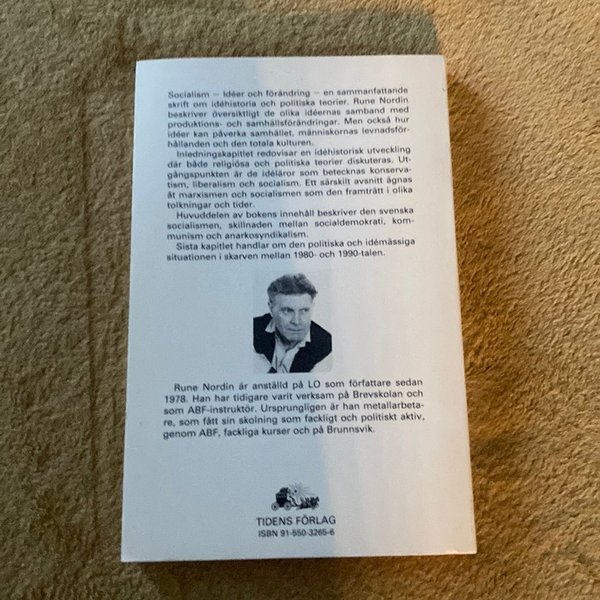 Socialism – Idéer och förändring – en sammanfattande
skrift om idéhistoria och politiska teorier. Rune Nordin
beskriver översiktligt de olika idéernas samband med
produktions- och samhällsförändringar. Men också hur
idéer kan påverka samhället, människornas levnadsför-
hållanden och den totala kulturen.
Inledningskapitlet redovisar en idéhistorisk utveckling
där både religiösa och politiska teorier diskuteras. Ut-
gångspunkten är de idéläror som betecknas konserva-
tism, liberalism och socialism. Ett särskilt avsnitt ägnas
åt marxismen och socialismen som den framträtt i olika
tolkningar och tider.
Huvuddelen av bokens innehåll beskriver den svenska
socialismen, skillnaden mellan socialdemokrati, kom-
munism och anarkosyndikalism.
Sista kapitlet handlar om den politiska och idémässiga
situationen i skarven mellan 1980- och 1990-talen.
Rune Nordin är anställd på LO som författare sedan
1978. Han har tidigare varit verksam på Brevskolan och
som ABF-instruktör. Ursprungligen är han metallarbeta-
re, som fått sin skolning som fackligt och politiskt aktiv,
genom ABF, fackliga kurser och på Brunnsvik.
TIDENS FÖRLAG
ISBN 91-550-3265-6